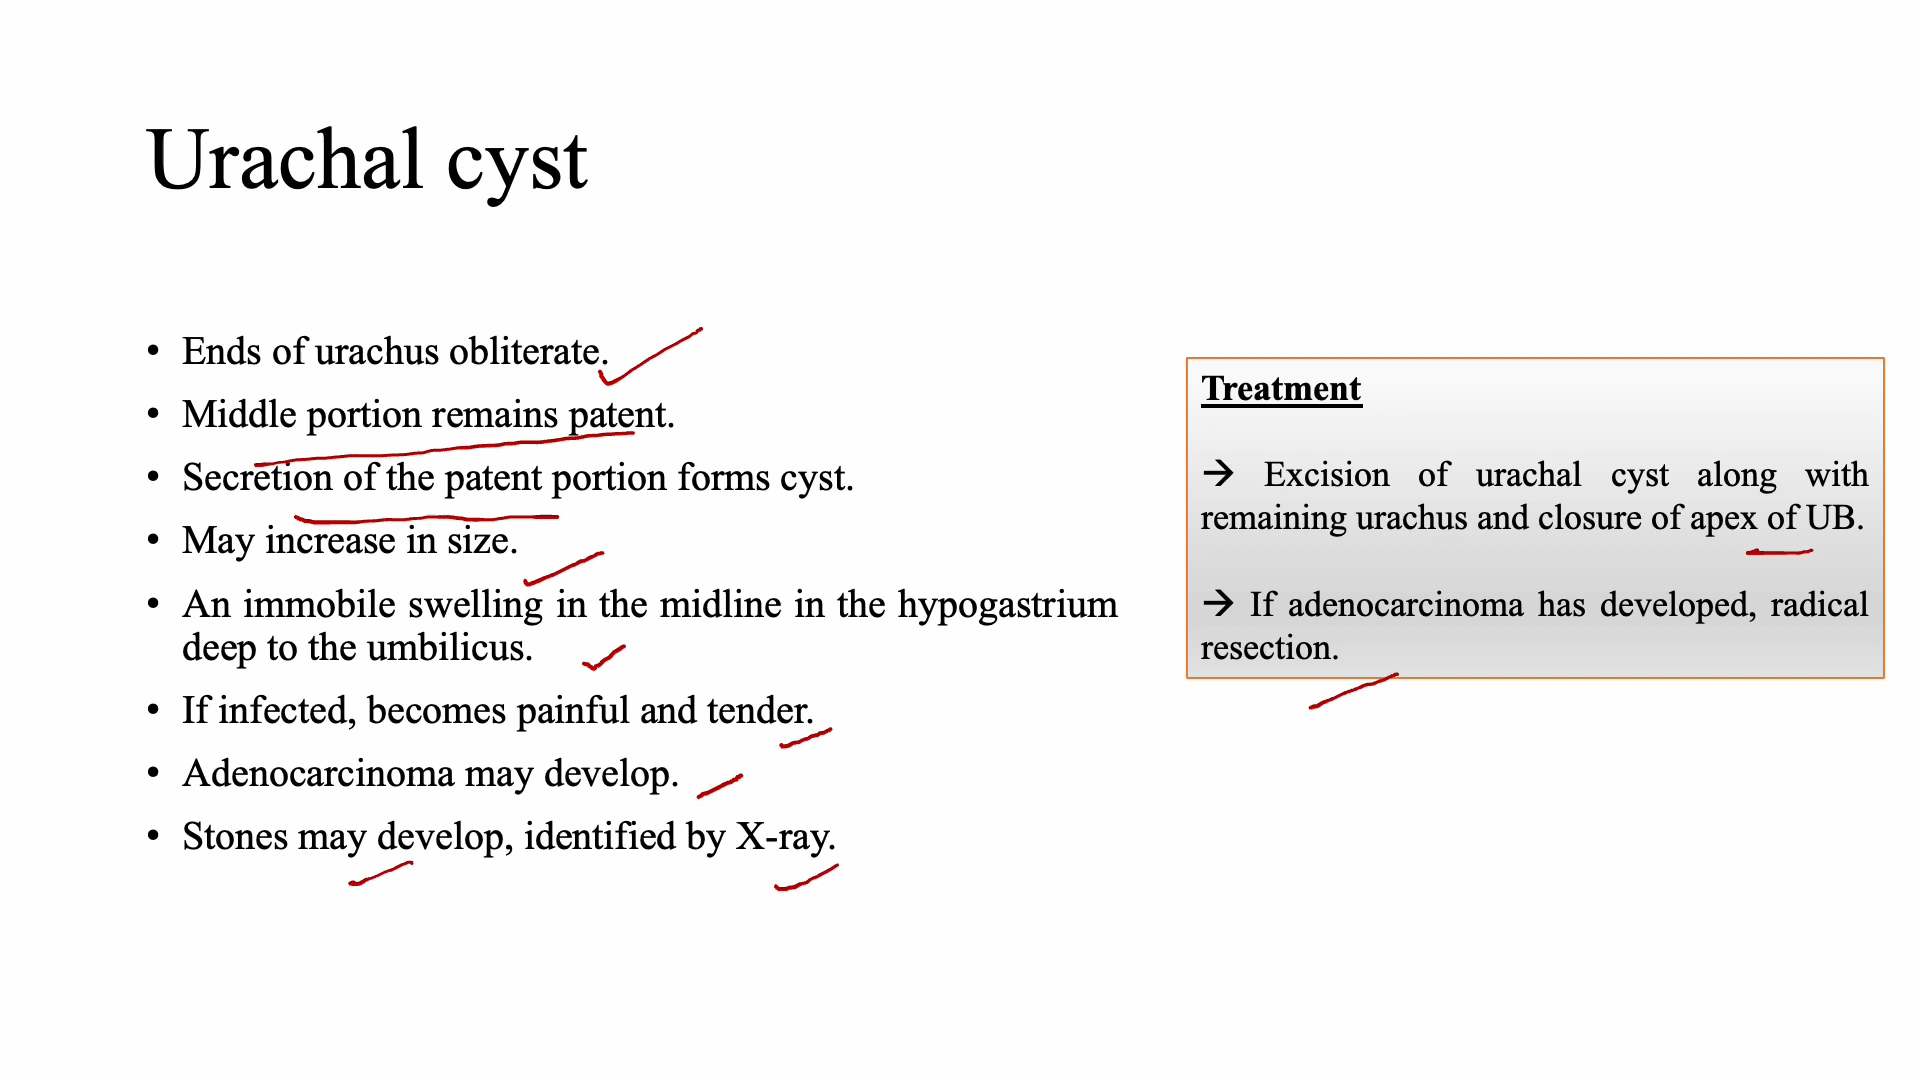 Urachal cyst
• Ends of urachus obliterate.
• Middle portion remains patent.
• Secretion of the patent portion forms cyst.
• May increase in size.
• An immobile swelling in the midline in the hypogastrium
deep to the umbilicus.
• If infected, becomes painful and tender.
• Adenocarcinoma may develop.
• Stones may develop, identified by X-ray.
Treatment
→ Excision of urachal cyst along with
remaining urachus and closure of apex of UB.
→ If adenocarcinoma has developed, radical
resection.